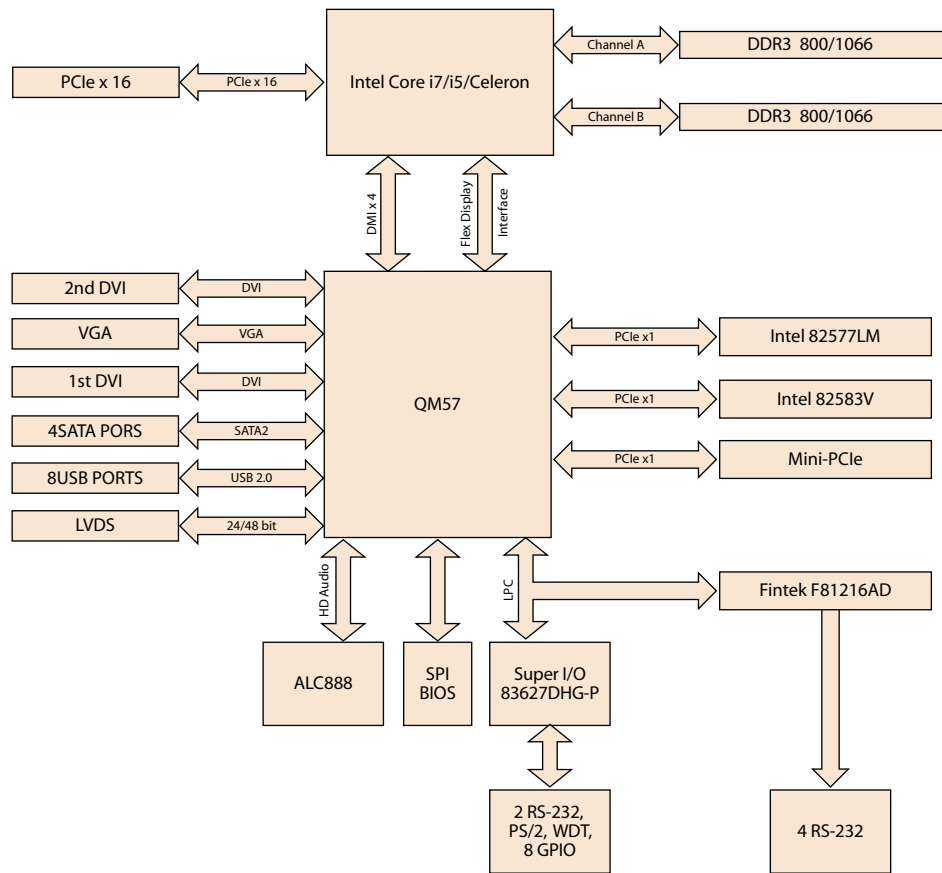 PCIe x 16
PCIe x 16
Intel Core i7/i5/Celeron
Channel A
DDR3 800/1066
Channel B
DDR3 800/1066
DMI x 4
Flex Display
Interface
2nd DVI
DVI
VGA
VGA
1st DVI
DVI
4SATA PORS
SATA2
8USB PORTS
USB 2.0
LVDS
24/48 bit
QM57
PCIe x1
Intel 82577LM
PCIe x1
Intel 82583V
PCIe x1
Mini-PCIe
HD Audio
LPC
Fintek F81216AD
ALC888
SPI
BIOS
Super I/O
83627DHG-P
2 RS-232,
PS/2, WDT,
8 GPIO
4 RS-232